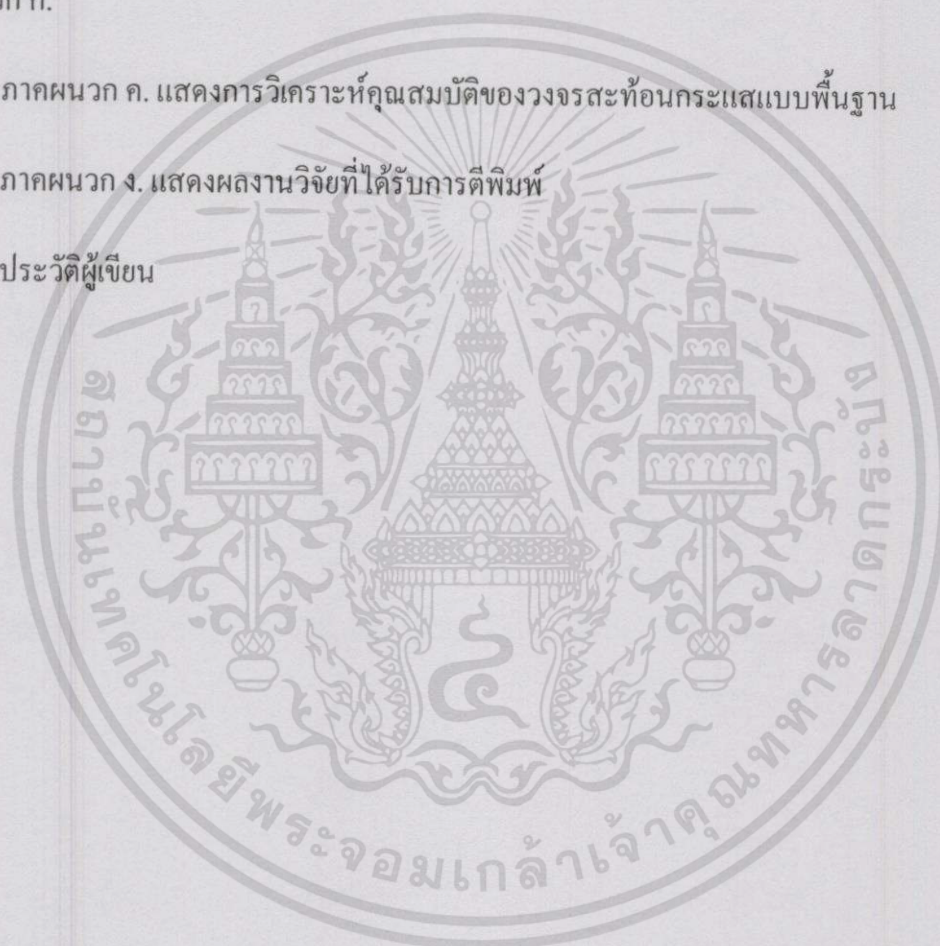 ภาคผนวก ค. แสดงการวิเคราะห์คุณสมบัติของวงจรสะท้อนกระแสแบบพื้นฐาน
ภาคผนวก ง. แสดงผลงานวิจัยที่ได้รับการตีพิมพ์
ประวัติผู้เขียน
สถาบันเทคโนโลยีพระจอมเกล้าเจ้าคุณทหารลาดกระบัง